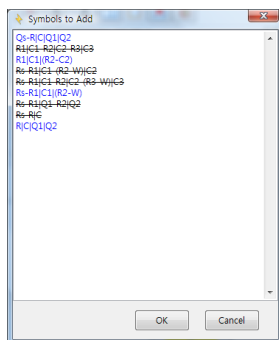 Symbols to Add
Qs-R|C|Q1|Q2
R1|C1-R2|C2-R3|C3
R1|C1|(R2-C2)
Rs-R1|C1-(R2-W)|C2
Rs-R1|C1-R2|C2-(R3-W)|C3
Rs-R1|C1|(R2-W)
Rs-R1|Q1-R2|Q2
Rs-R|C
R|C|Q1|Q2
OK
Cancel